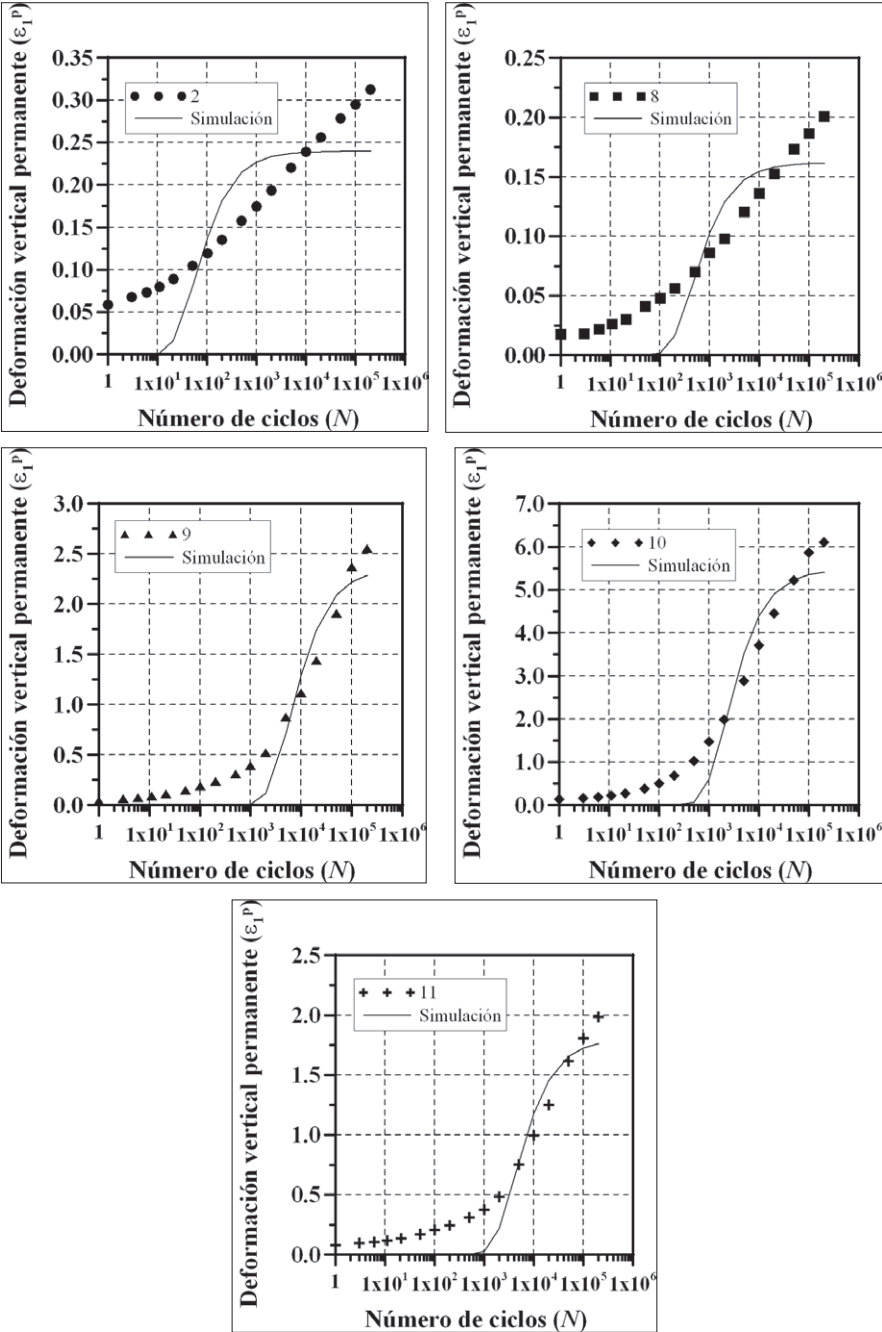 Deformación vertical permanente (ε₁ᵖ)
0.35
0.30
0.25
0.20
0.15
0.10
0.05
0.00
2
Simulación
1 1x10¹ 1x10² 1x10³ 1x10⁴ 1x10⁵ 1x10⁶
Número de ciclos (N)
Deformación vertical permanente (ε₁ᵖ)
0.25
0.20
0.15
0.10
0.05
0.00
8
Simulación
1 1x10¹ 1x10² 1x10³ 1x10⁴ 1x10⁵ 1x10⁶
Número de ciclos (N)
Deformación vertical permanente (ε₁ᵖ)
3.0
2.5
2.0
1.5
1.0
0.5
0.0
9
Simulación
1 1x10¹ 1x10² 1x10³ 1x10⁴ 1x10⁵ 1x10⁶
Número de ciclos (N)
Deformación vertical permanente (ε₁ᵖ)
7.0
6.0
5.0
4.0
3.0
2.0
1.0
0.0
10
Simulación
1 1x10¹ 1x10² 1x10³ 1x10⁴ 1x10⁵ 1x10⁶
Número de ciclos (N)
Deformación vertical permanente (ε₁ᵖ)
2.5
2.0
1.5
1.0
0.5
0.0
11
Simulación
1 1x10¹ 1x10² 1x10³ 1x10⁴ 1x10⁵ 1x10⁶
Número de ciclos (N)